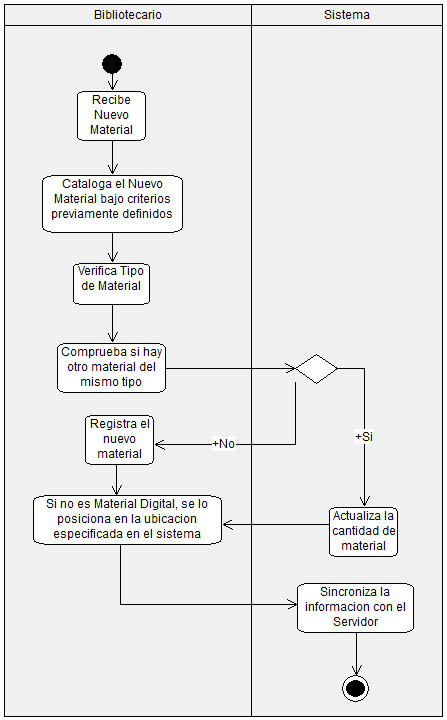 Bibliotecario
Sistema
Recibe
Nuevo
Material
Cataloga el Nuevo
Material bajo criterios
previamente definidos
Verifica Tipo
de Material
Comprueba si hay
otro material del
mismo tipo
+Si
+No
Registra el
nuevo
material
Si no es Material Digital, se lo
posiciona en la ubicacion
especificada en el sistema
Actualiza la
cantidad de
material
Sincroniza la
informacion con el
Servidor